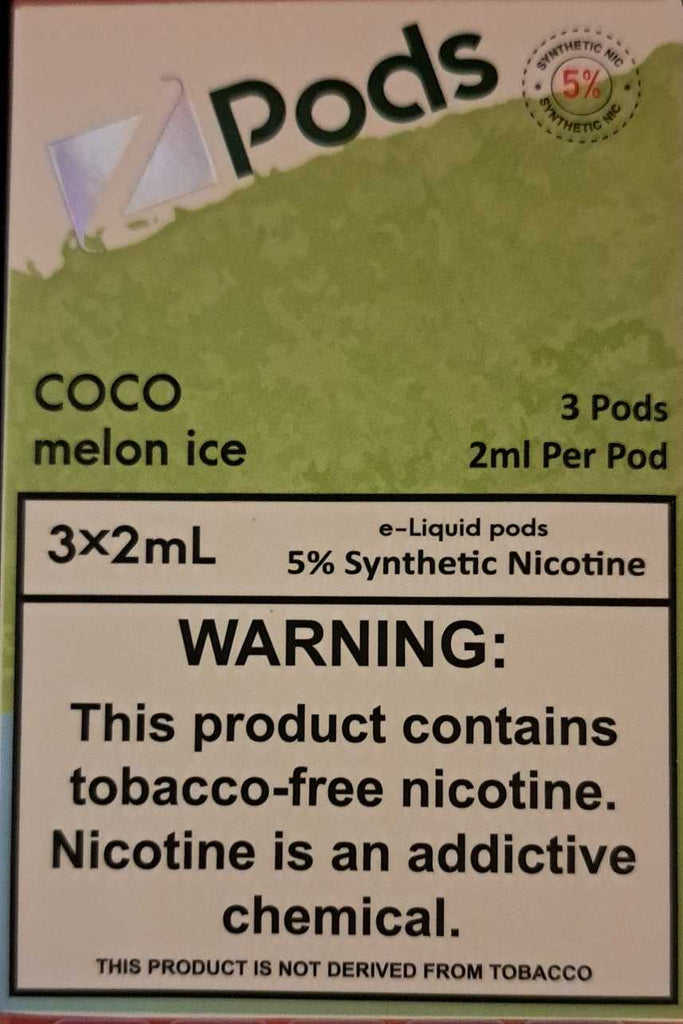 Z Pods
SYNTHETIC NIC
5%
SYNTHETIC NIC
COCO
melon ice
3 Pods
2ml Per Pod
3×2mL
e-Liquid pods
5% Synthetic Nicotine
WARNING:
This product contains
tobacco-free nicotine.
Nicotine is an addictive
chemical.
THIS PRODUCT IS NOT DERIVED FROM TOBACCO